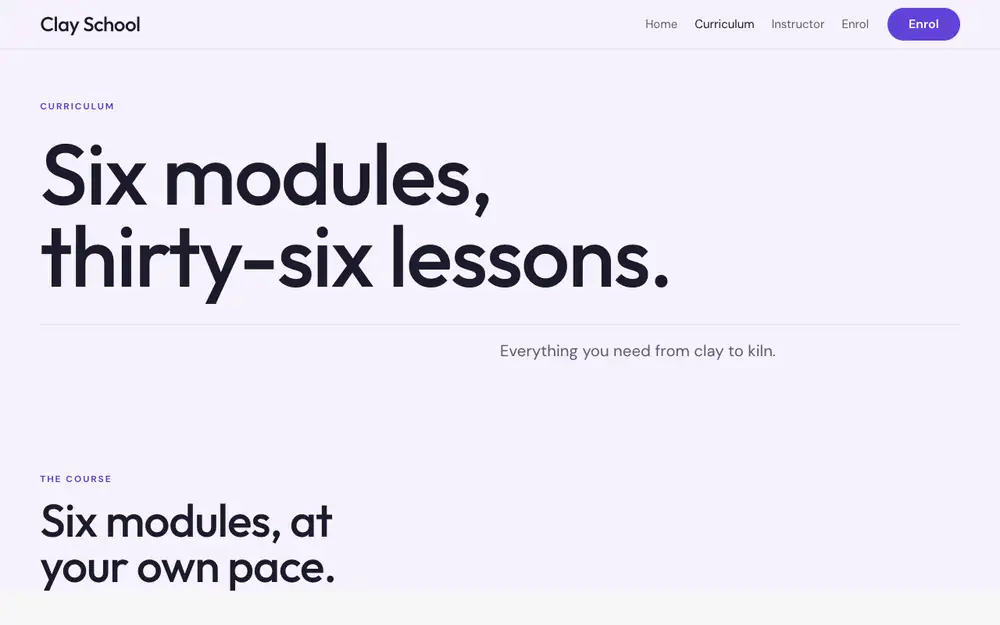 Clay School
Home Curriculum Instructor Enrol Enrol
CURRICULUM
Six modules,
thirty-six lessons.
Everything you need from clay to kiln.
THE COURSE
Six modules, at
your own pace.